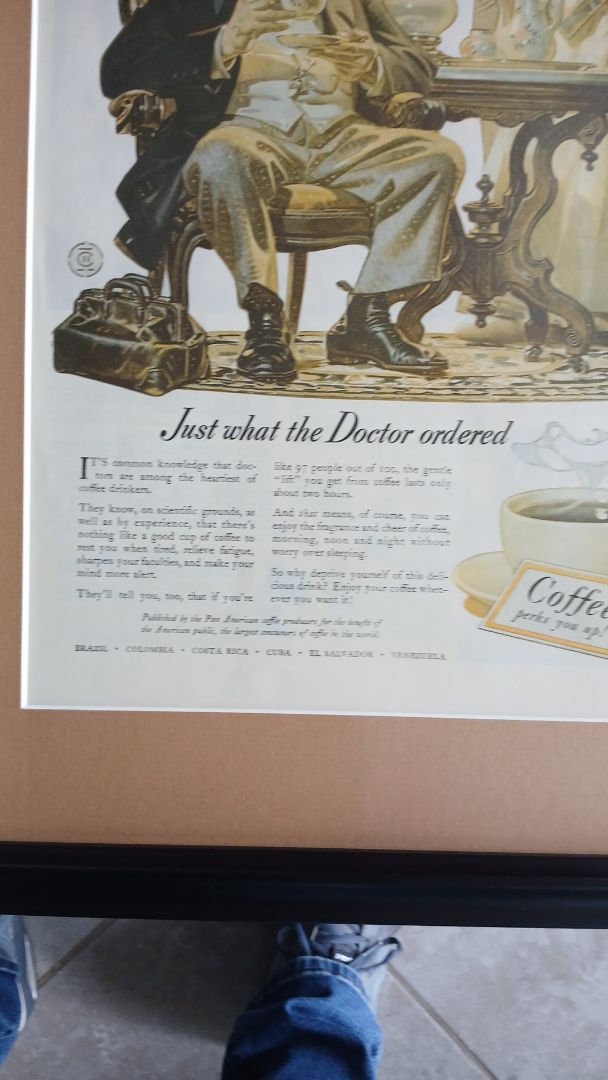 Just what the Doctor ordered
IT'S common knowledge that doc-
tors are among the heartiest of
coffee drinkers.
They know, on scientific grounds, as
well as by experience, that there's
nothing like a good cup of coffee to
rest you when tired, relieve fatigue,
sharpen your faculties, and make your
mind more alert.
They'll tell you, too, that if you're
like 97 people out of 100, the gentle
"lift" you get from coffee lasts only
about two hours.
And that means, of course, you can
enjoy the fragrance and cheer of coffee,
morning, noon and night without
worry over sleeping.
So why deprive yourself of this deli-
cious drink? Enjoy your coffee when-
ever you want it!
Coffee
perks you up!
Published by the Pan American coffee producers for the benefit of
the American public, the largest consumers of coffee in the world.
BRAZIL • COLOMBIA • COSTA RICA • CUBA • EL SALVADOR • VENEZUELA